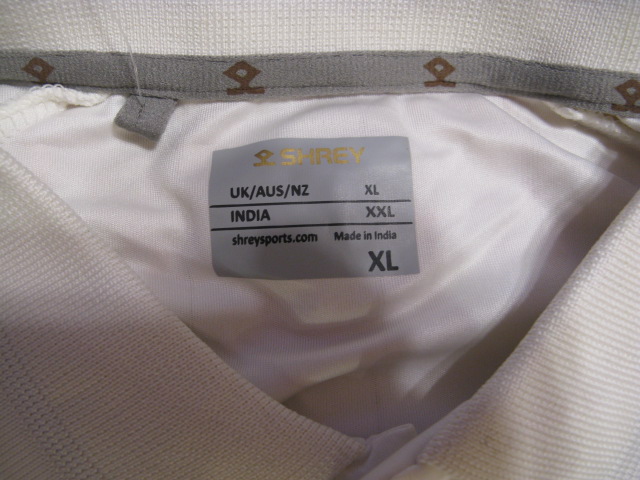 SHREY
UK/AUS/NZ XL
INDIA XXL
shreysports.com Made in India
XL